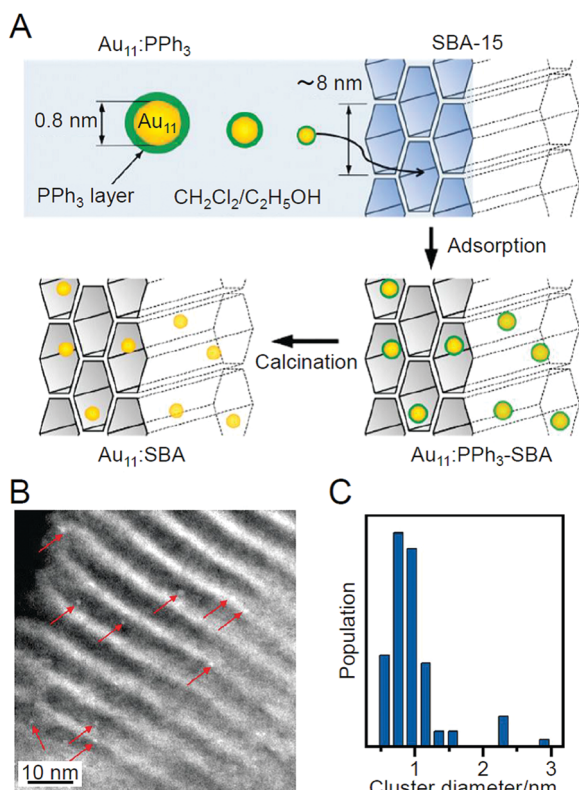 A
Au₁₁:PPh₃
SBA-15
~8 nm
0.8 nm
Au₁₁
PPh₃ layer
CH₂Cl₂/C₂H₅OH
Adsorption
Calcination
Au₁₁:SBA
Au₁₁:PPh₃-SBA
B
C
Population
10 nm
1 2 3
Cluster diameter/nm